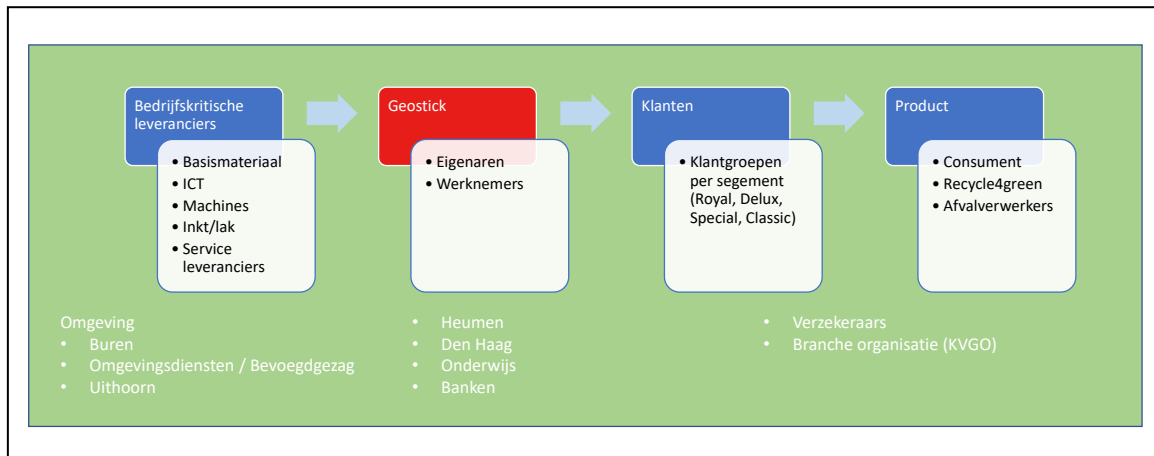 Bedrijfskritische
leveranciers
• Basismateriaal
• ICT
• Machines
• Inkt/lak
• Service
leveranciers
Geostick
• Eigenaren
• Werknemers
Klanten
• Klantgroepen
per segement
(Royal, Delux,
Special, Classic)
Product
• Consument
• Recycle4green
• Afvalverwerkers
Omgeving
• Buren
• Omgevingsdiensten / Bevoegdgezag
• Uithoorn
• Heumen
• Den Haag
• Onderwijs
• Banken
• Verzekeraars
• Branche organisatie (KVGO)